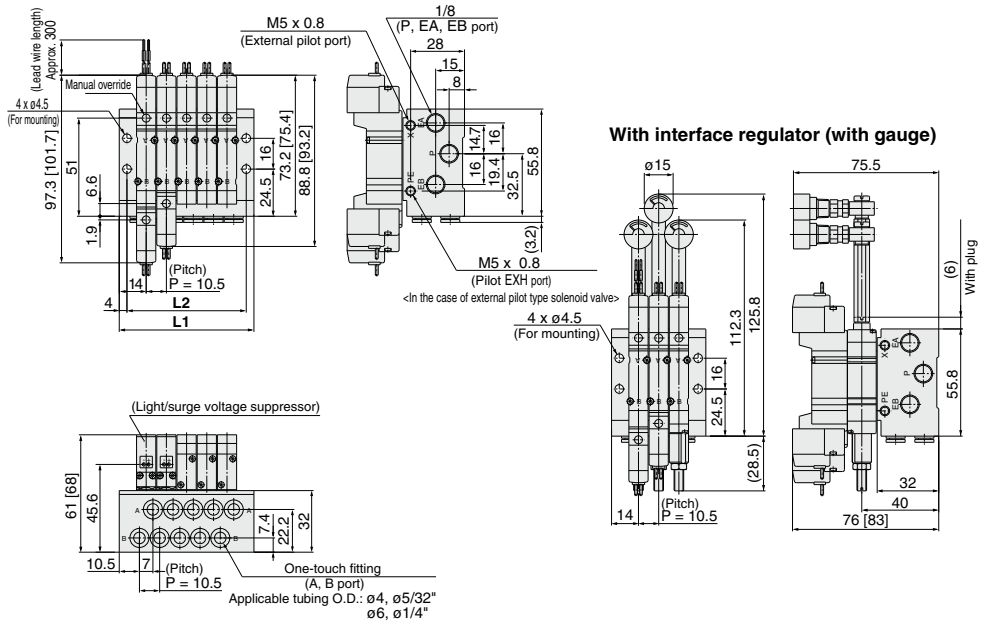 (Lead wire length)
Approx. 300
Manual override
4 x ø4.5
(For mounting)
97.3 [101.7]
51
6.6
1.9
16
24.5
73.2 [75.4]
88.8 [93.2]
14
(Pitch)
P = 10.5
4
L2
L1
A A A A A
B B B B B
M5 x 0.8
(External pilot port)
1/8
(P, EA, EB port)
28
15
8
X
EA
P
PE
EB
14.7
16
16
19.4
32.5
55.8
(3.2)
M5 x 0.8
(Pilot EXH port)
<In the case of external pilot type solenoid valve>
With interface regulator (with gauge)
ø15
4 x ø4.5
(For mounting)
A A A
B B B
16
24.5
112.3
125.8
(28.5)
14
(Pitch)
P = 10.5
75.5
(6)
With plug
X
EA
P
PE
EB
55.8
32
40
76 [83]
(Light/surge voltage suppressor)
61 [68]
45.6
A A
B B
7.4
22.2
32
10.5
7
(Pitch)
P = 10.5
One-touch fitting
(A, B port)
Applicable tubing O.D.: ø4, ø5/32"
ø6, ø1/4"